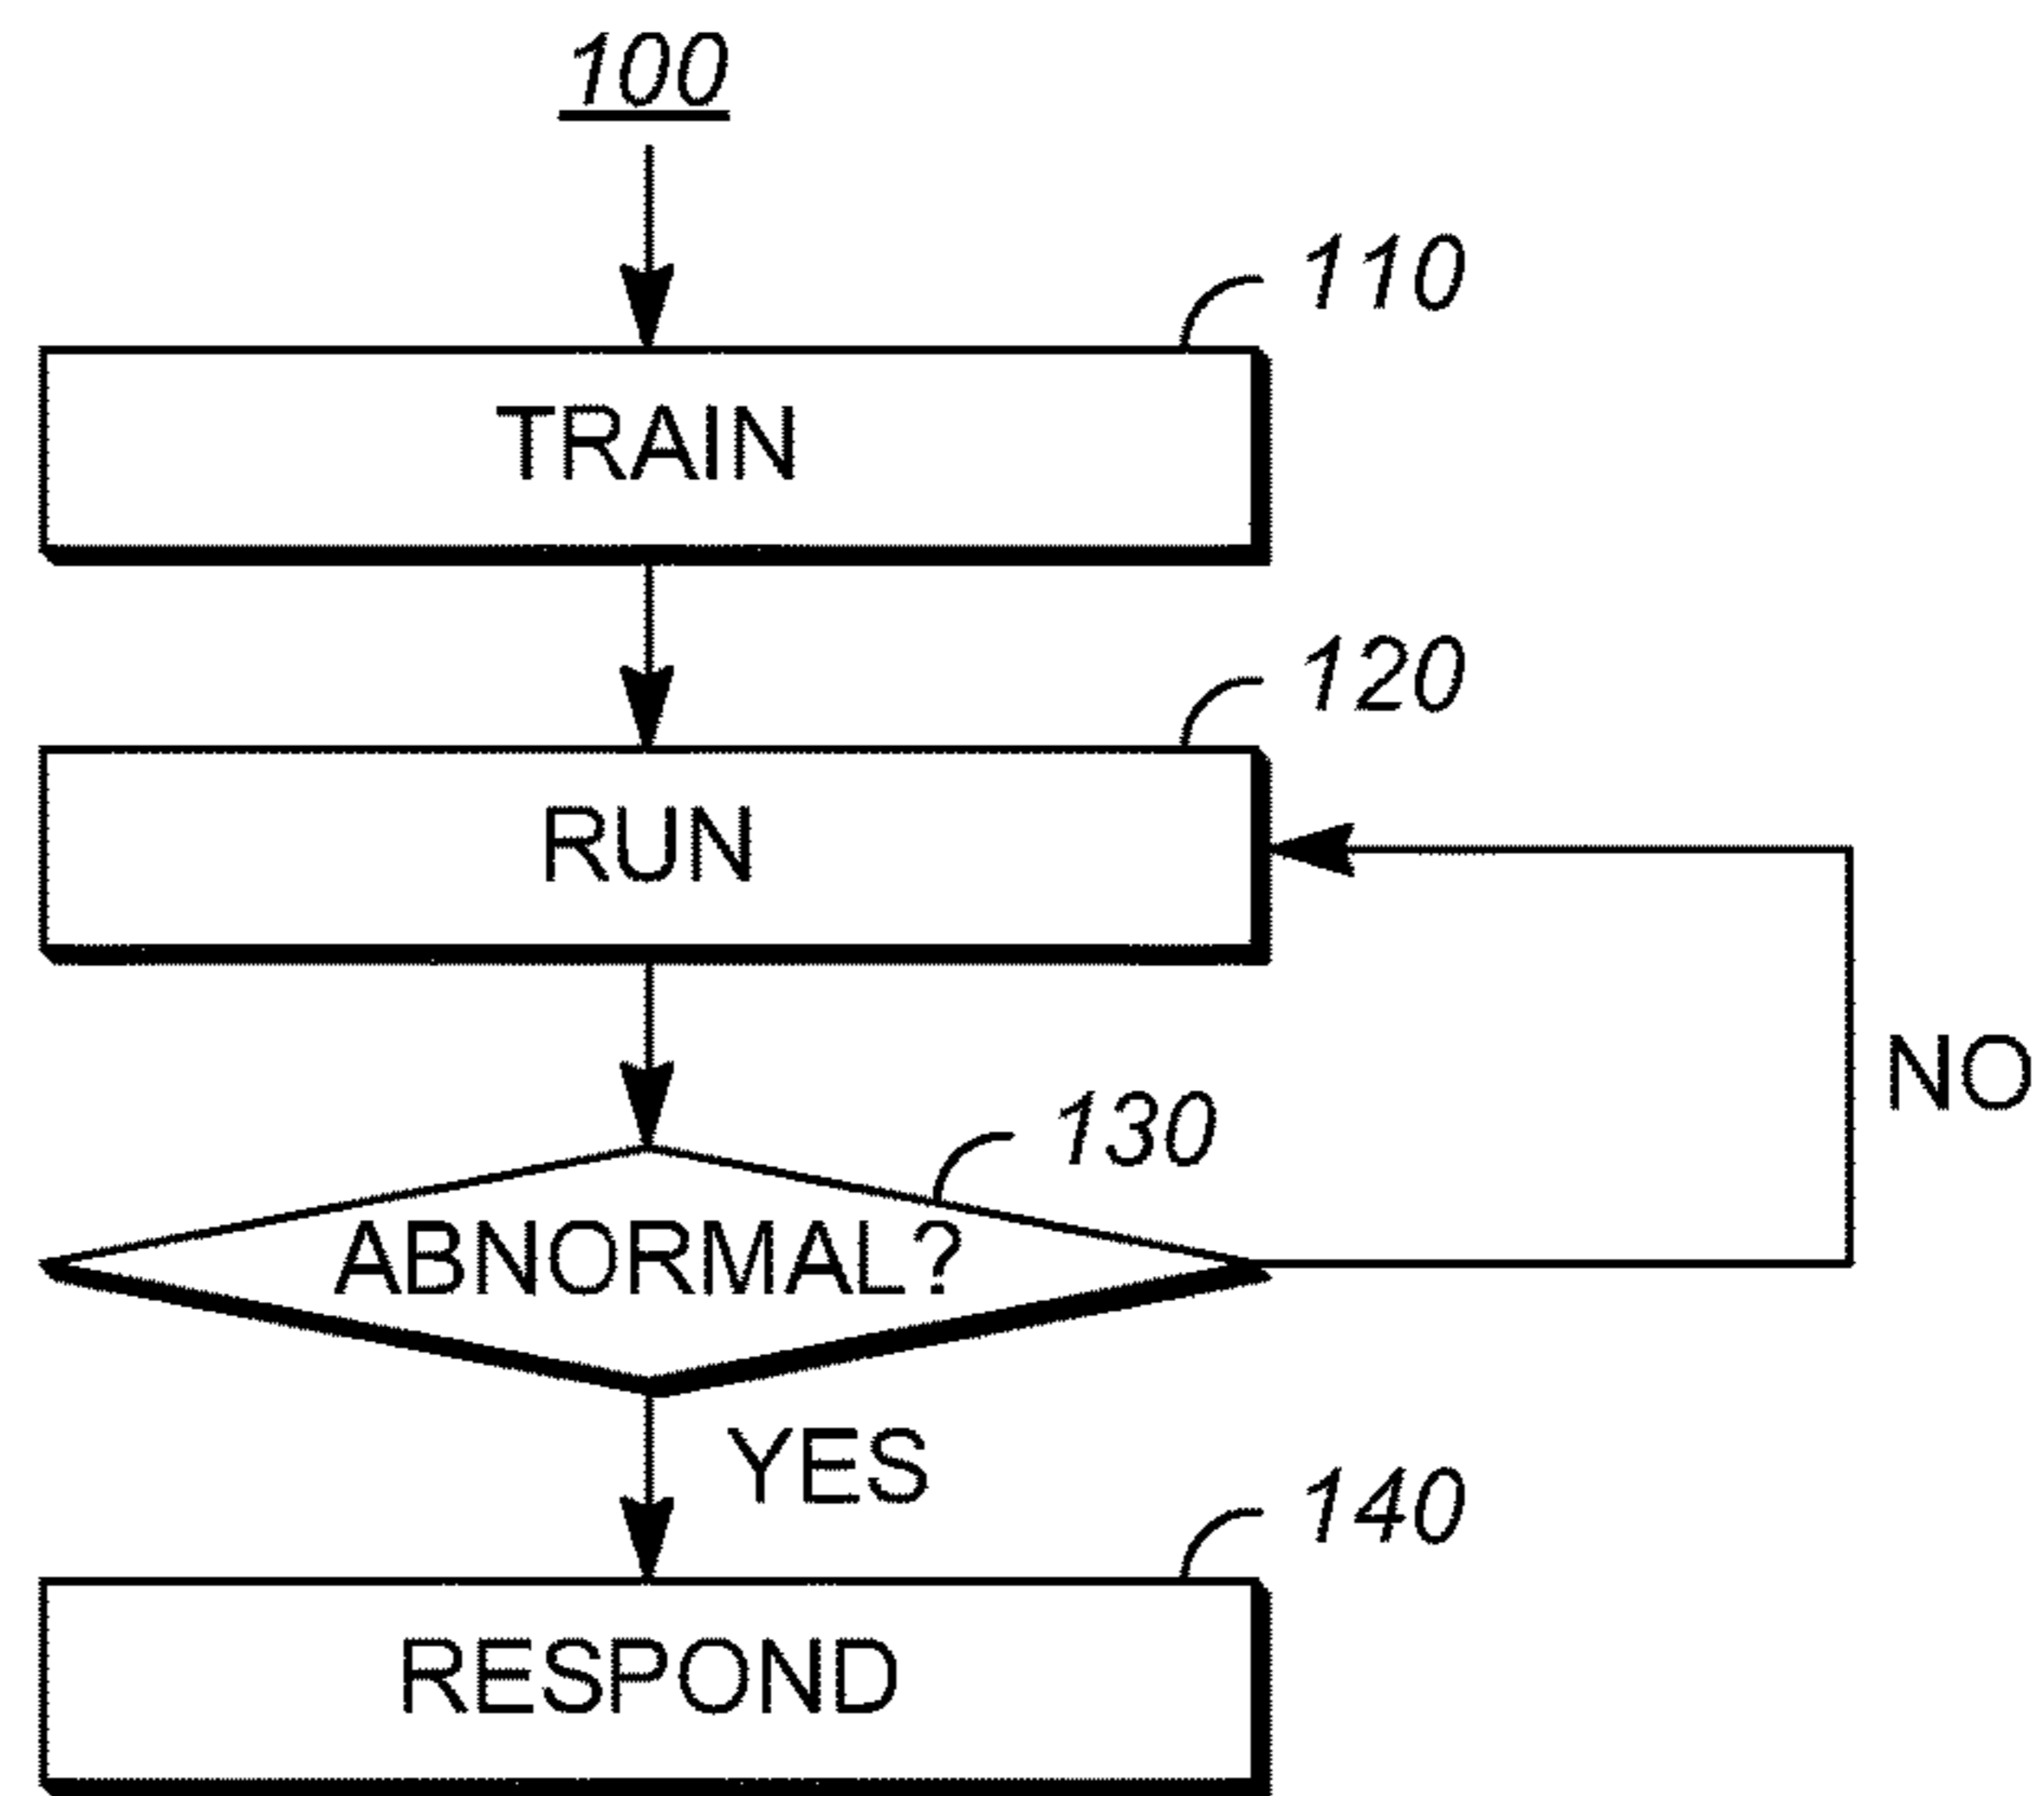 100
110
TRAIN
120
RUN
NO
130
ABNORMAL?
YES
140
RESPOND